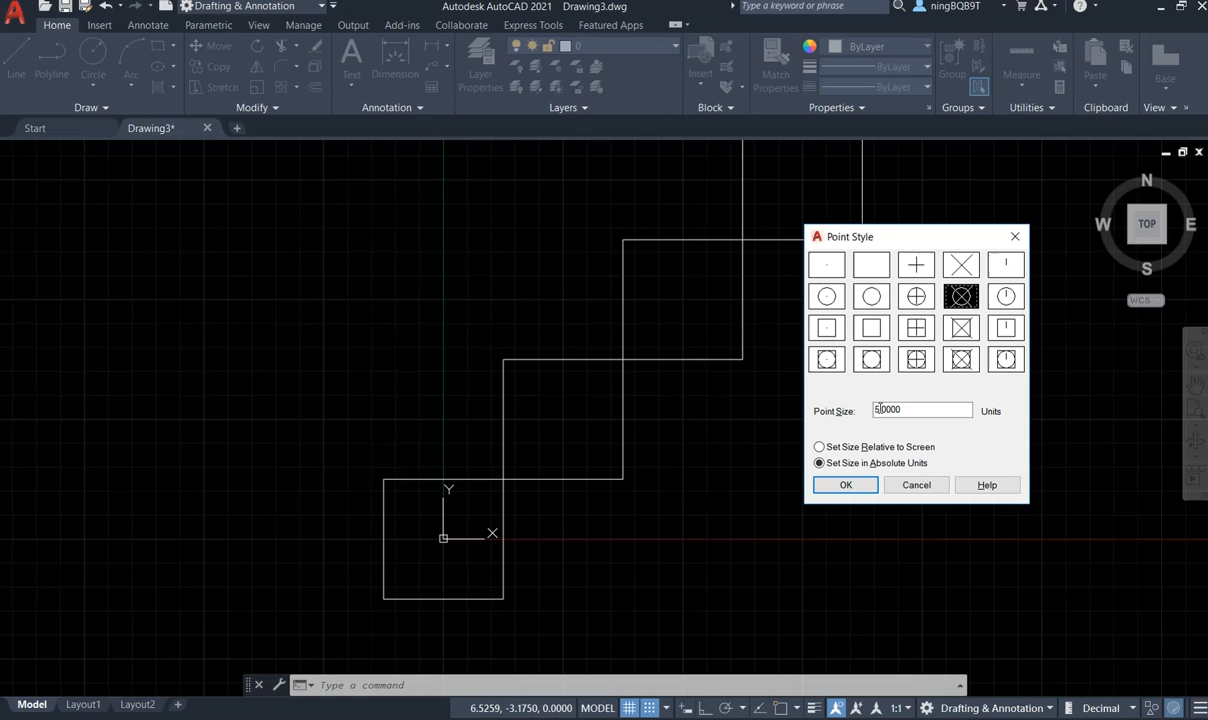 A Drafting & Annotation Autodesk AutoCAD 2021 Drawing3.dwg Type a keyword or phrase ningBQB9T
Home Insert Annotate Parametric View Manage Output Add-ins Collaborate Express Tools Featured Apps
Line Polyline Circle Arc
Move
Copy
Stretch
Text Dimension
Layer Properties
0
Insert
Match Properties
ByLayer
ByLayer
ByLayer
Group
Measure
Paste
Base
Draw Modify Annotation Layers Block Properties Groups Utilities Clipboard View
Start Drawing3*
N
W TOP E
S
WCS
A Point Style
Point Size: 5.0000 Units
Set Size Relative to Screen
Set Size in Absolute Units
OK Cancel Help
Y
X
Type a command
Model Layout1 Layout2 6.5259, -3.1750, 0.0000 MODEL 1:1 Drafting & Annotation Decimal